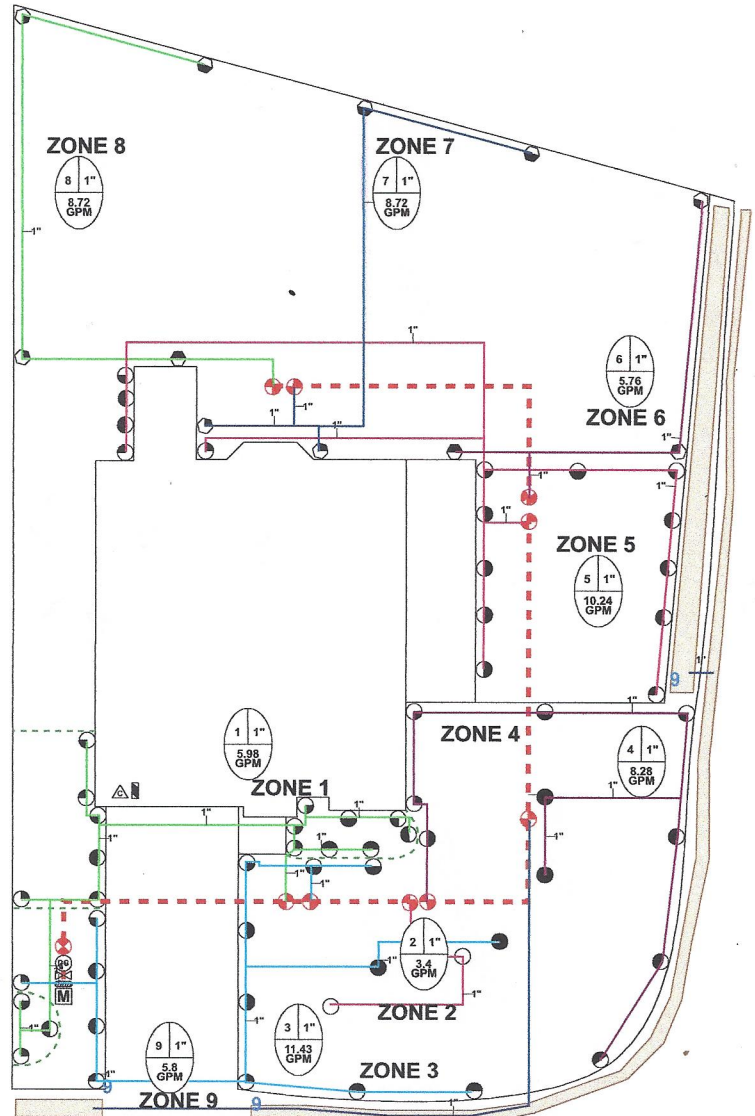 ZONE 8
8 1"
8.72
GPM
ZONE 7
7 1"
8.72
GPM
1"
1"
1"
6 1"
5.76
GPM
ZONE 6
1"
1"
1"
1"
1"
1"
1"
ZONE 5
5 1"
10.24
GPM
1"
9
1"
ZONE 4
1 1"
5.98
GPM
4 1"
8.28
GPM
ZONE 1
C
1"
1"
1"
1"
1"
1"
1"
1"
2 1"
3.4
GPM
1"
1"
M
ZONE 2
3 1"
11.43
GPM
1"
9 1"
5.8
GPM
ZONE 3
1"
9
ZONE 9
9
1"